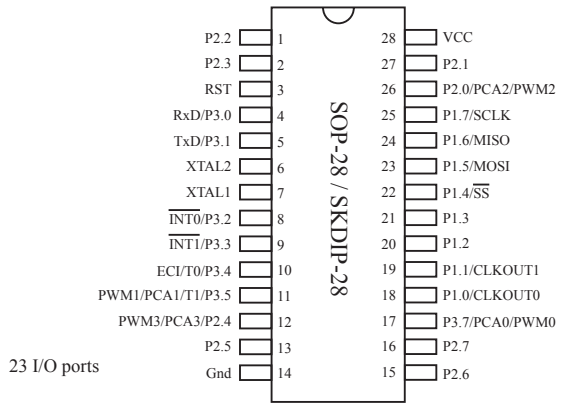 P2.2 1 28 VCC
P2.3 2 27 P2.1
RST 3 26 P2.0/PCA2/PWM2
RxD/P3.0 4 25 P1.7/SCLK
TxD/P3.1 5 24 P1.6/MISO
XTAL2 6 23 P1.5/MOSI
XTAL1 7 22 P1.4/SS
INT0/P3.2 8 21 P1.3
INT1/P3.3 9 20 P1.2
ECI/T0/P3.4 10 19 P1.1/CLKOUT1
PWM1/PCA1/T1/P3.5 11 18 P1.0/CLKOUT0
PWM3/PCA3/P2.4 12 17 P3.7/PCA0/PWM0
P2.5 13 16 P2.7
Gnd 14 15 P2.6
SOP-28 / SKDIP-28
23 I/O ports